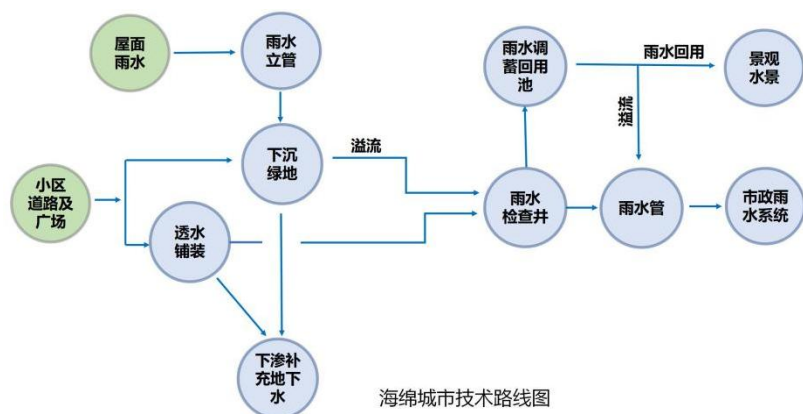 屋面
雨水
雨水
立管
雨水调
蓄回用
池
雨水回用
景观
水景
溢流
下沉
绿地
溢流
小区
道路及
广场
透水
铺装
雨水
检查井
雨水管
市政雨
水系统
下渗补
充地下
水
海绵城市技术路线图